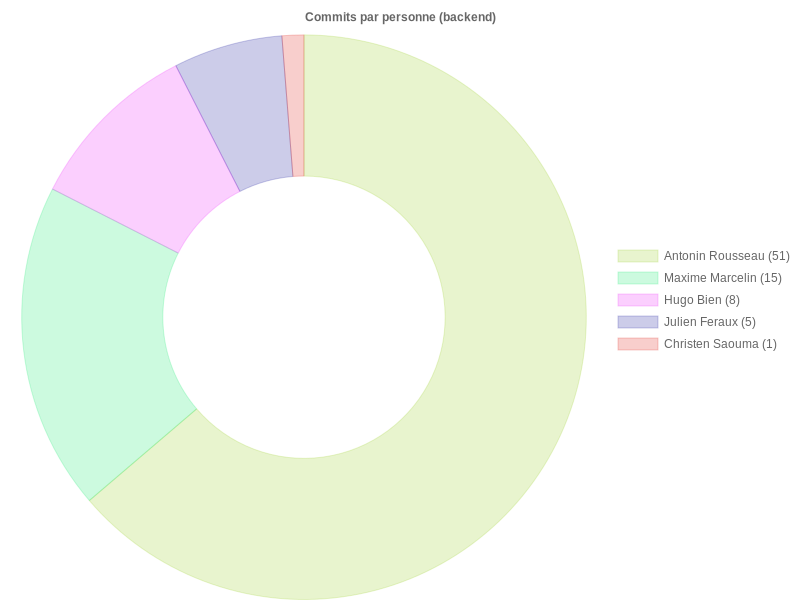 Commits par personne (backend)
Antonin Rousseau (51)
Maxime Marcelin (15)
Hugo Bien (8)
Julien Feraux (5)
Christen Saouma (1)